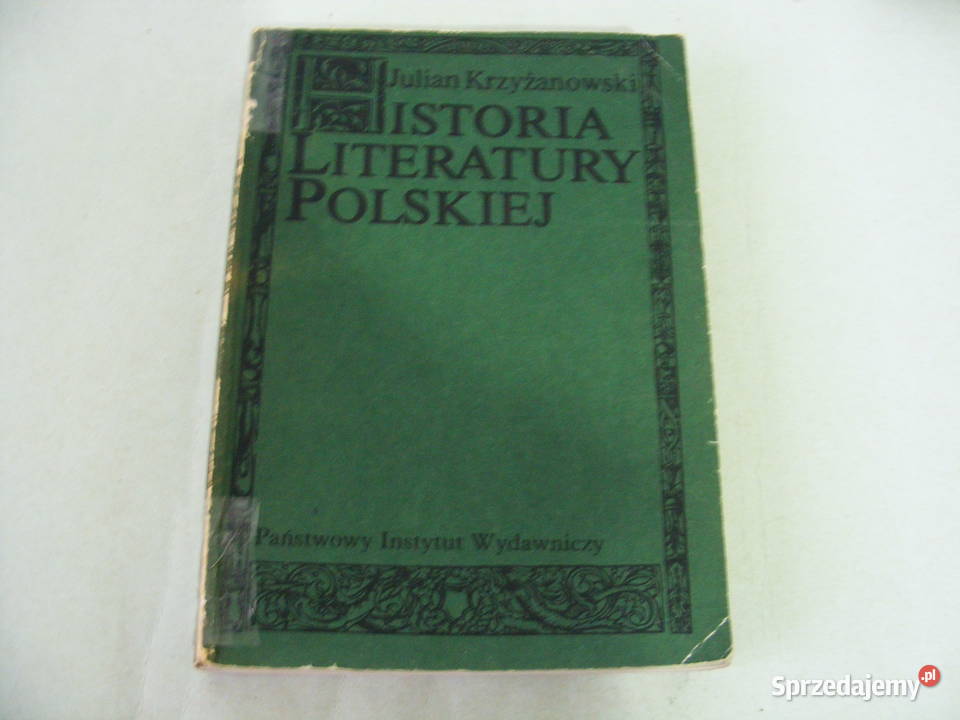 Julian Krzyżanowski
HISTORIA
LITERATURY
POLSKIEJ
Państwowy Instytut Wydawniczy
Sprzedajemy.pl